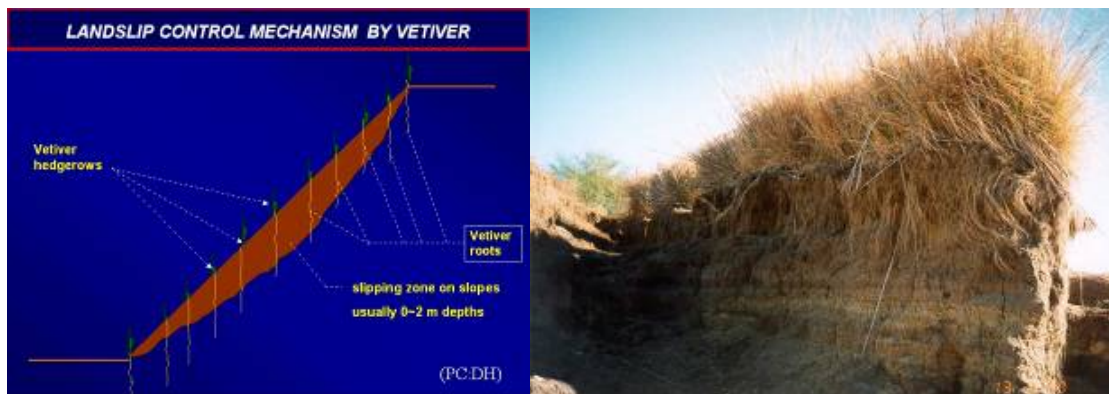 LANDSLIP CONTROL MECHANISM BY VETIVER
Vetiver
hedgerows
Vetiver
roots
slipping zone on slopes
usually 0~2 m depths
(PC:DH)